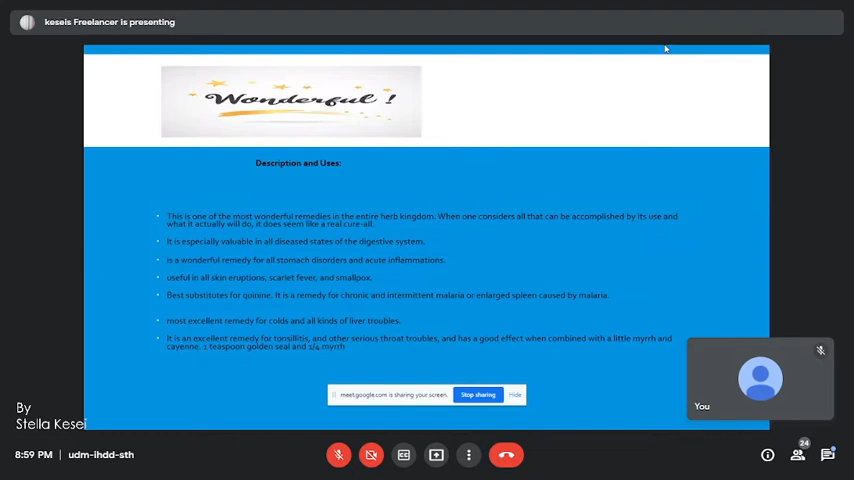 keseis Freelancer is presenting
Wonderful !
Description and Uses:
• This is one of the most wonderful remedies in the entire herb kingdom. When one considers all that can be accomplished by its use and
what it actually will do, it does seem like a real cure-all.
• It is especially valuable in all diseased states of the digestive system.
• is a wonderful remedy for all stomach disorders and acute inflammations.
• useful in all skin eruptions, scarlet fever, and smallpox.
• Best substitutes for quinine. It is a remedy for chronic and intermittent malaria or enlarged spleen caused by malaria.
• most excellent remedy for colds and all kinds of liver troubles.
• It is an excellent remedy for tonsillitis, and other serious throat troubles, and has a good effect when combined with a little myrrh and
cayenne. 1 teaspoon golden seal and 1/4 myrrh
meet.google.com is sharing your screen.
Stop sharing
Hide
You
By
Stella Kesei
8:59 PM | udm-ihdd-sth
24